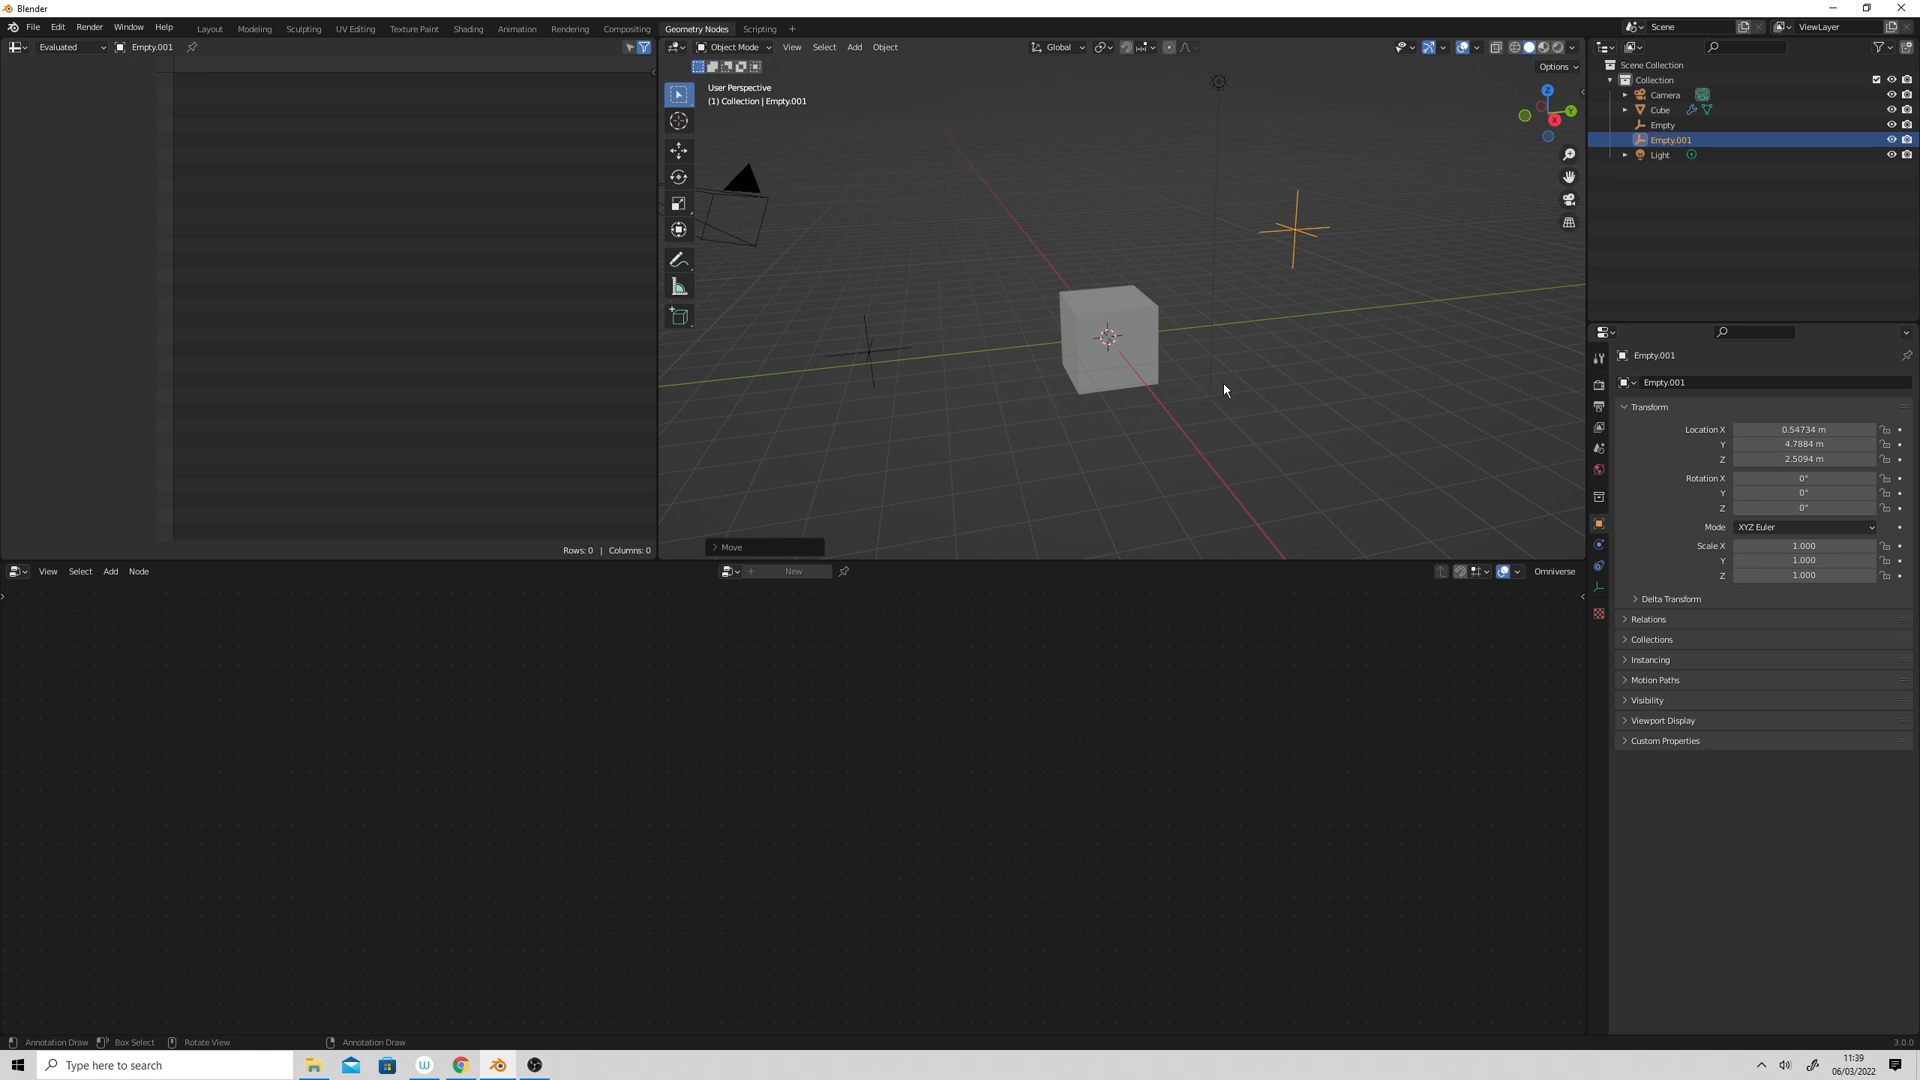 Blender
File Edit Render Window Help Layout Modeling Sculpting UV Editing Texture Paint Shading Animation Rendering Compositing Geometry Nodes Scripting + Scene ViewLayer
Evaluated Empty.001
Object Mode View Select Add Object Global
Options
User Perspective
(1) Collection | Empty.001
Z
Y
X
Move
Rows: 0 | Columns: 0
Scene Collection
Collection
Camera
Cube
Empty
Empty.001
Light
Empty.001
Empty.001
Transform
Location X 0.54734 m
Y 4.7884 m
Z 2.5094 m
Rotation X 0°
Y 0°
Z 0°
Mode XYZ Euler
Scale X 1.000
Y 1.000
Z 1.000
Delta Transform
Relations
Collections
Instancing
Motion Paths
Visibility
Viewport Display
Custom Properties
View Select Add Node + New Omniverse
Annotation Draw Box Select Rotate View Annotation Draw 3.0.0
Type here to search
11:39
06/03/2022